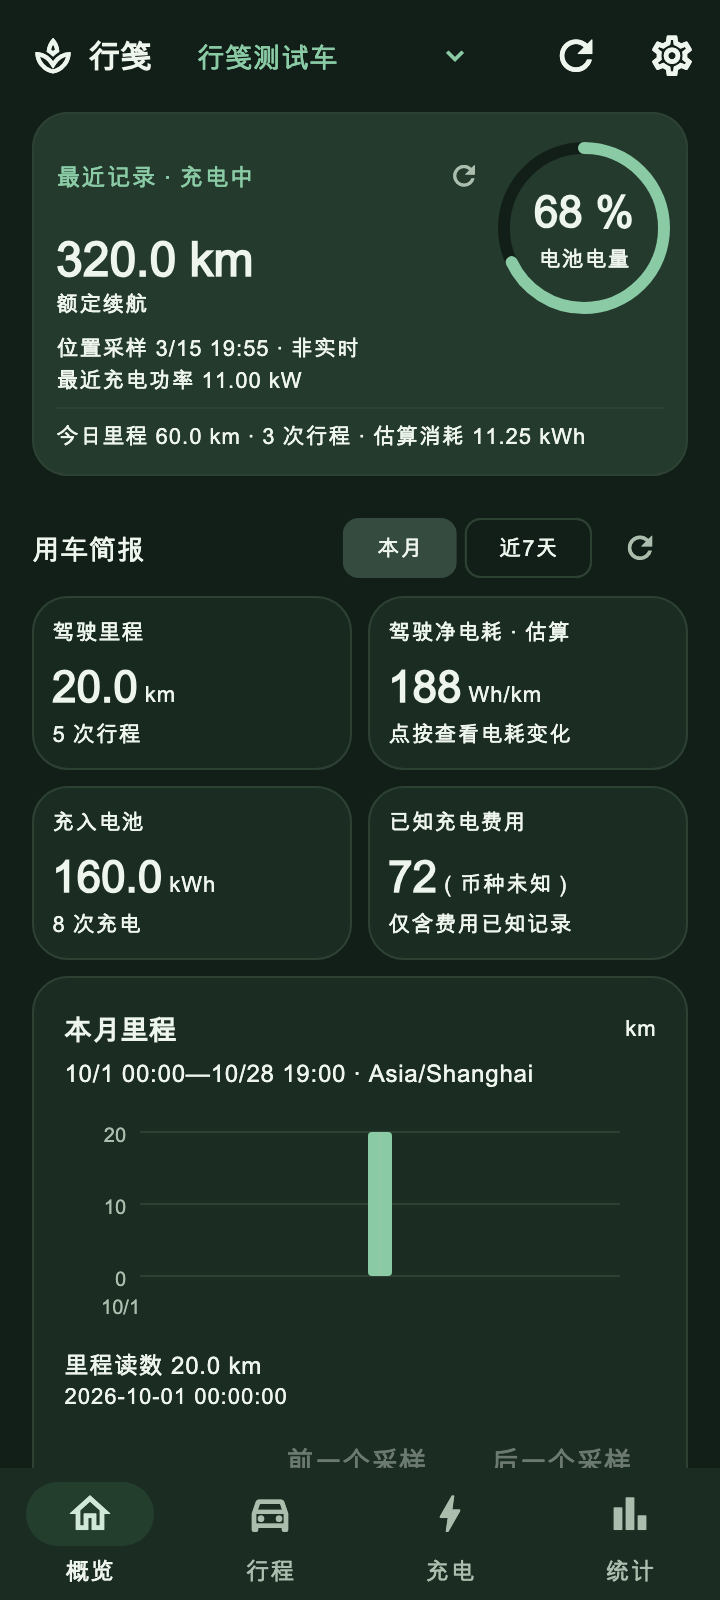 行笺 行笺测试车
最近记录 · 充电中
68 %
电池电量
320.0 km
额定续航
位置采样 3/15 19:55 · 非实时
最近充电功率 11.00 kW
今日里程 60.0 km · 3 次行程 · 估算消耗 11.25 kWh
用车简报 本月 近7天
驾驶里程
20.0 km
5 次行程
驾驶净电耗 · 估算
188 Wh/km
点按查看电耗变化
充入电池
160.0 kWh
8 次充电
已知充电费用
72 ( 币种未知 )
仅含费用已知记录
本月里程 km
10/1 00:00—10/28 19:00 · Asia/Shanghai
20
10
0
10/1
里程读数 20.0 km
2026-10-01 00:00:00
前一个采样 后一个采样
概览 行程 充电 统计